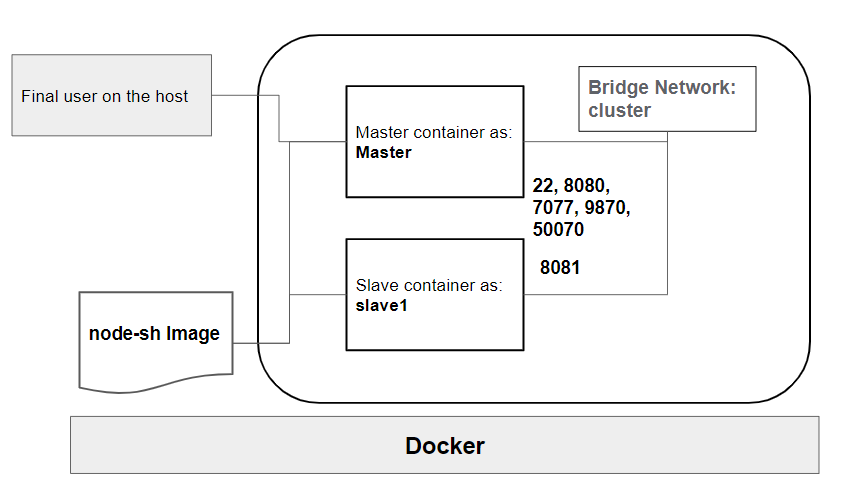 Final user on the host
Master container as:
Master
Bridge Network:
cluster
22, 8080,
7077, 9870,
50070
8081
Slave container as:
slave1
node-sh Image
Docker